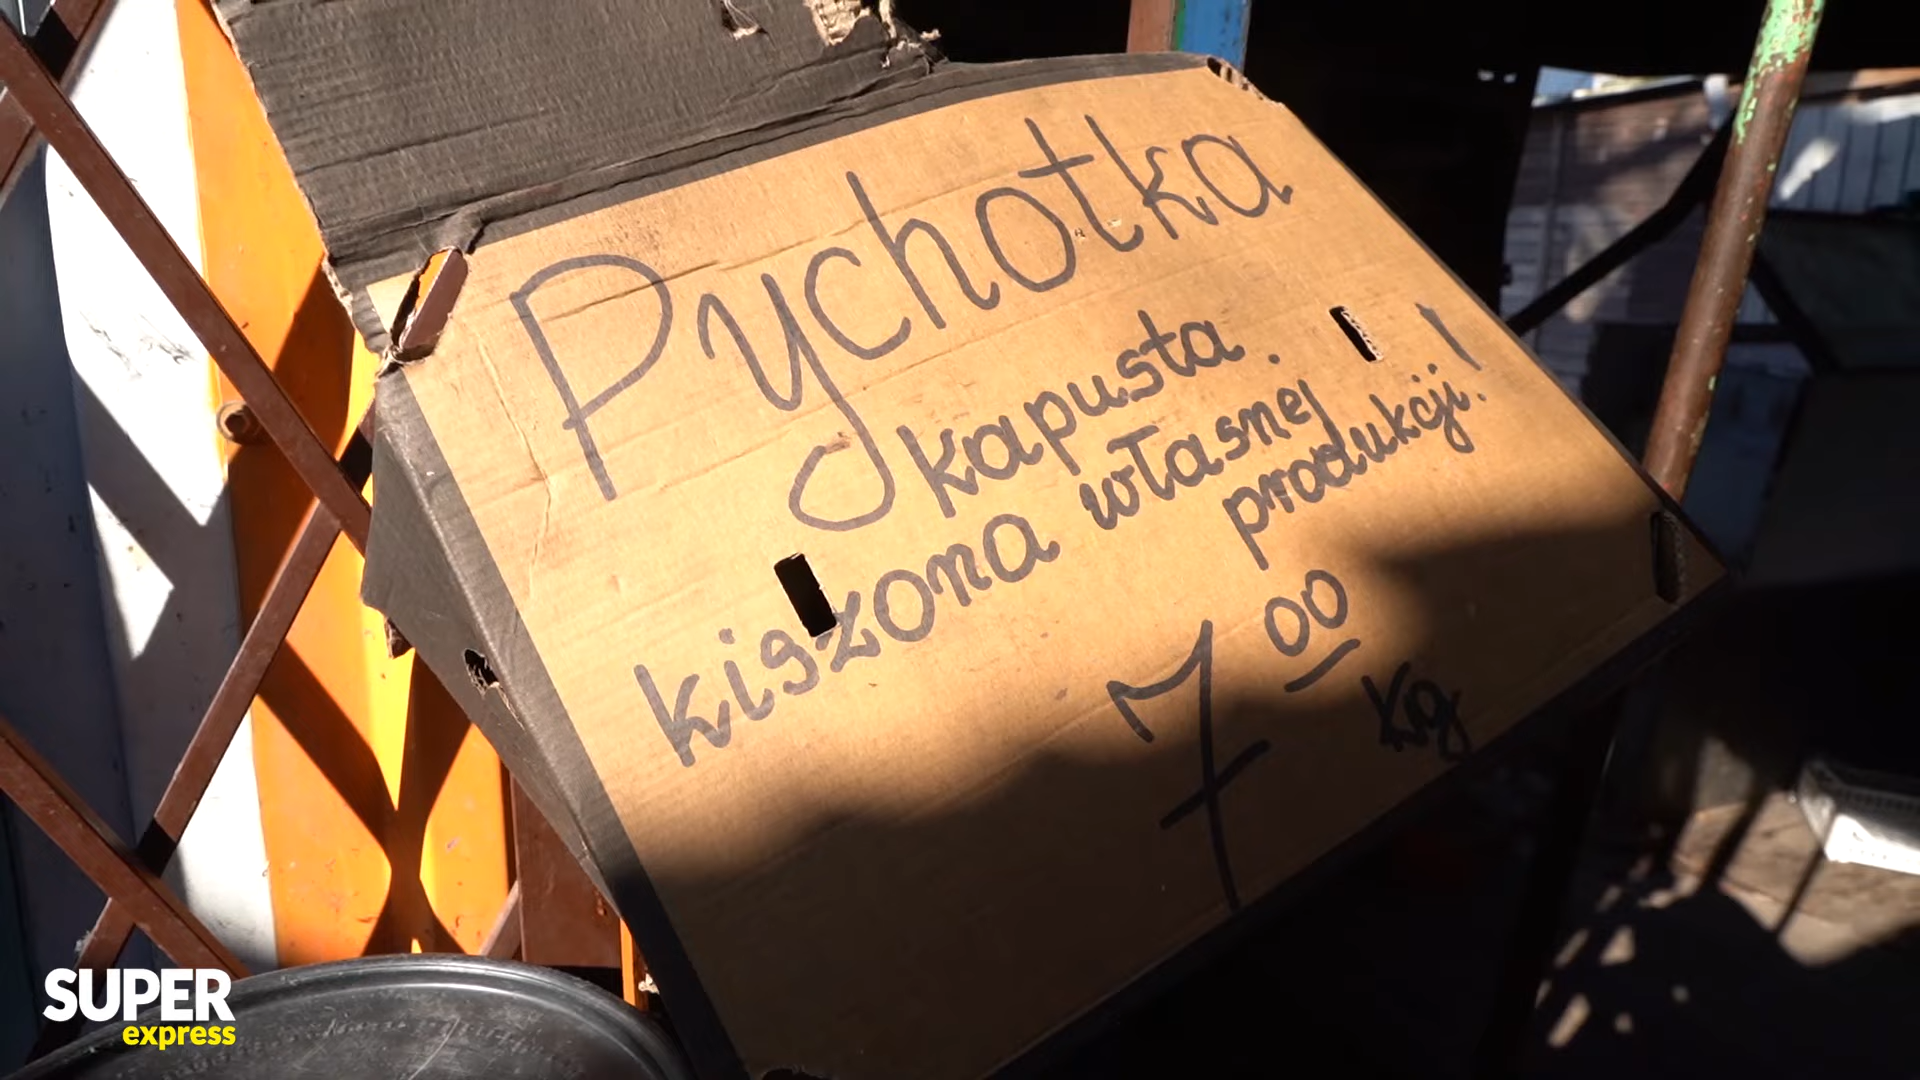 Pychotka
kapusta.
kiszona własnej
produkcji!
7 00
kg
SUPER
express